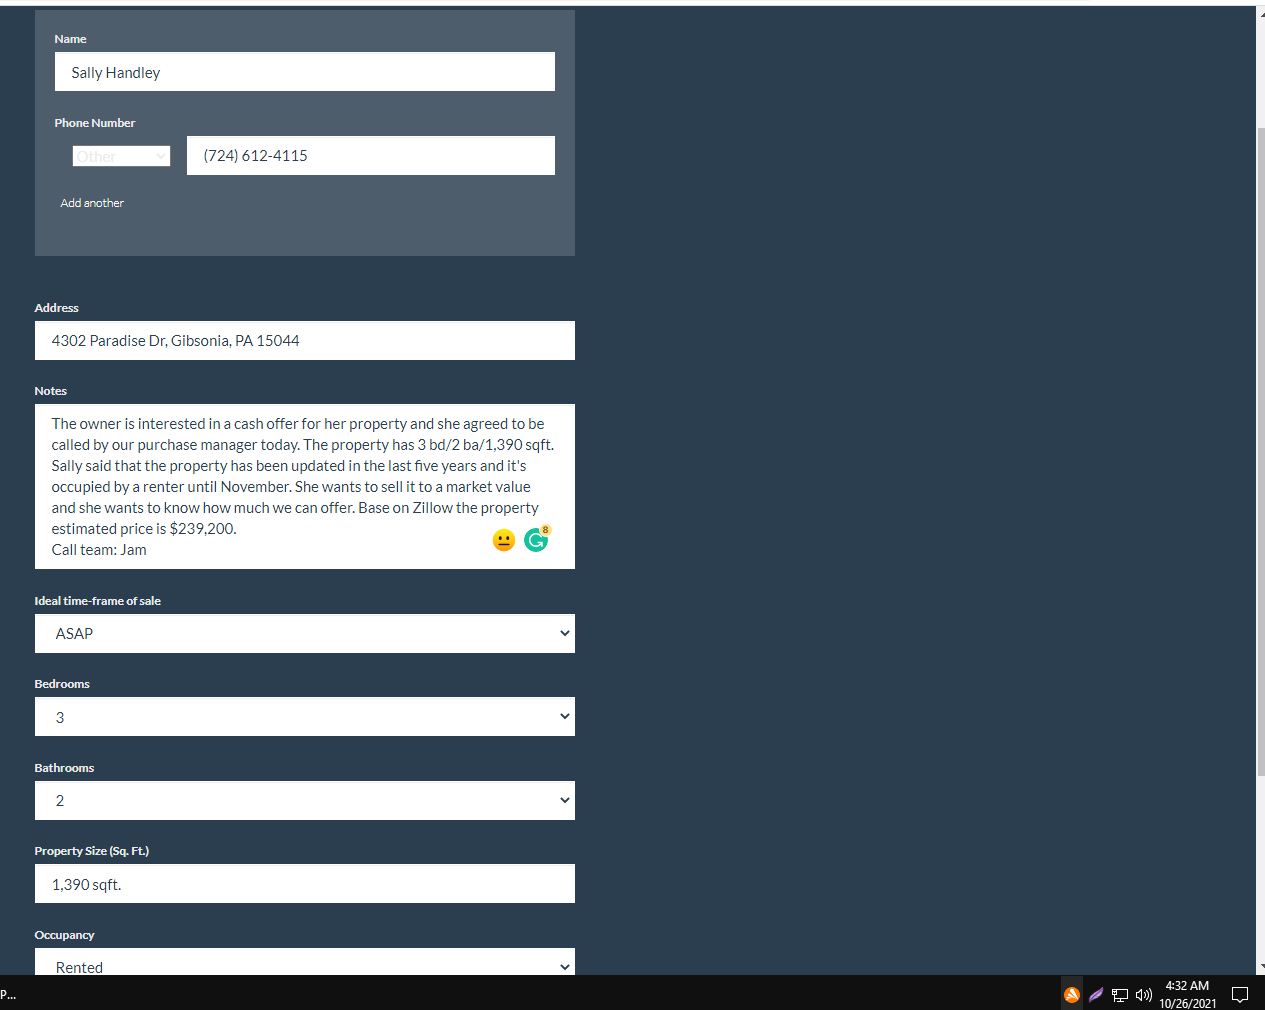 Name
Sally Handley
Phone Number
Other
(724) 612-4115
Add another
Address
4302 Paradise Dr, Gibsonia, PA 15044
Notes
The owner is interested in a cash offer for her property and she agreed to be
called by our purchase manager today. The property has 3 bd/2 ba/1,390 sqft.
Sally said that the property has been updated in the last five years and it's
occupied by a renter until November. She wants to sell it to a market value
and she wants to know how much we can offer. Base on Zillow the property
estimated price is $239,200.
Call team: Jam
8
Ideal time-frame of sale
ASAP
Bedrooms
3
Bathrooms
2
Property Size (Sq. Ft.)
1,390 sqft.
Occupancy
Rented
P...
4:32 AM
10/26/2021